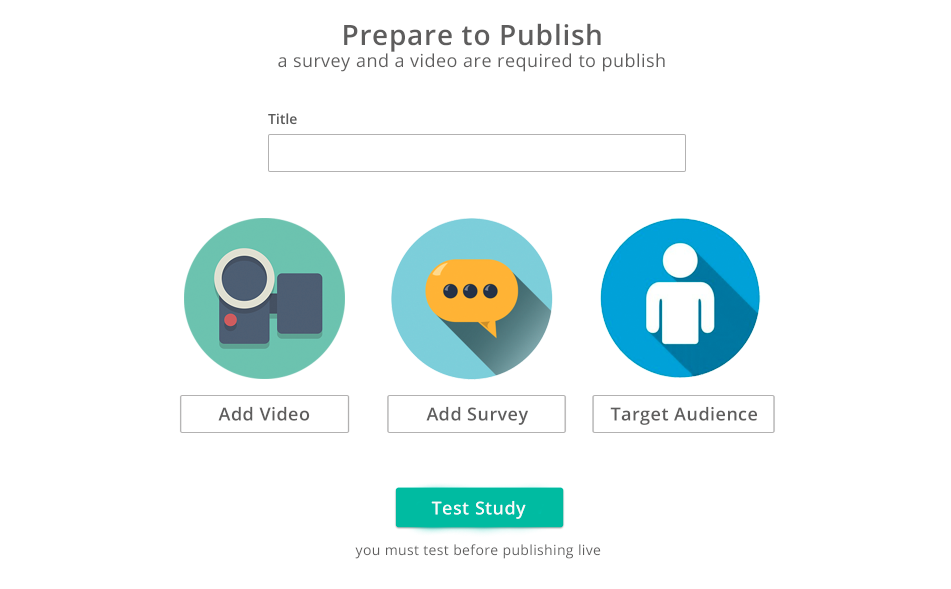 Prepare to Publish
a survey and a video are required to publish
Title
Add Video
Add Survey
Target Audience
Test Study
you must test before publishing live